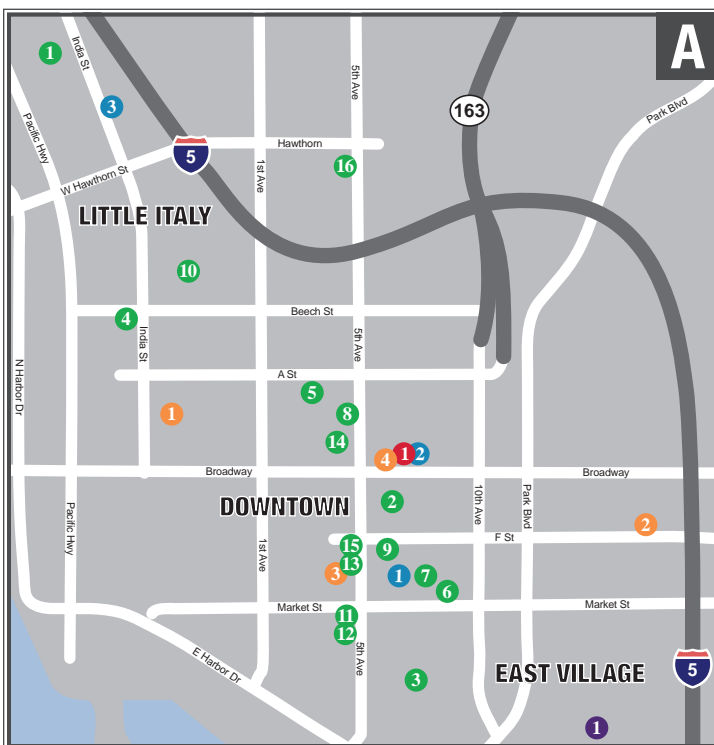 A
1
India St
5th Ave
3
163
Park Blvd
Pacific Hwy
Hawthorn
5
16
1st Ave
W Hawthorn St
LITTLE ITALY
10
Beech St
4
India St
5th Ave
N Harbor Dr
A St
5
1
8
14
4
1
2
Broadway
Broadway
2
DOWNTOWN
10th Ave
Park Blvd
Pacific Hwy
2
1st Ave
F St
15
9
13
3
1
7
6
Market St
Market St
11
12
5th Ave
E Harbor Dr
3
EAST VILLAGE
5
1